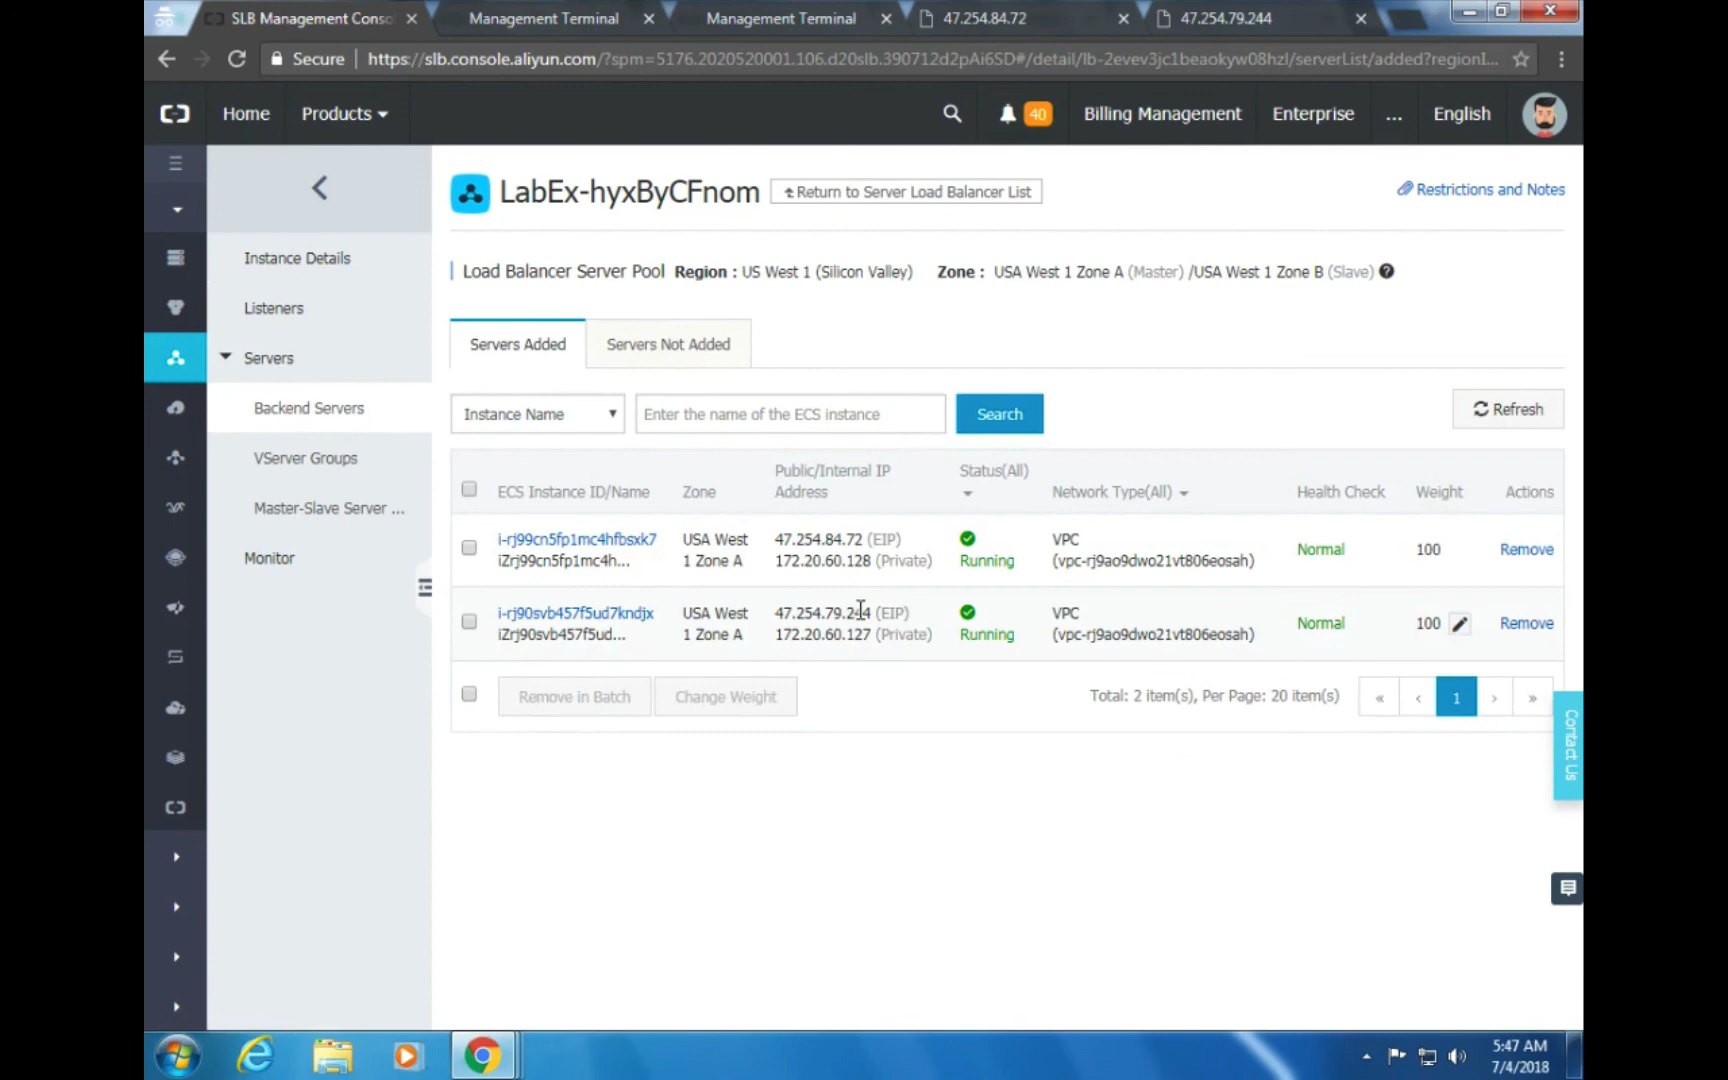 SLB Management Conso
Management Terminal
Management Terminal
47.254.84.72
47.254.79.244
Secure
https://slb.console.aliyun.com/?spm=5176.2020520001.106.d20slb.390712d2pAi6SD#/detail/lb-2evev3jc1beaokyw08hzl/serverList/added?regionI...
Home
Products
40
Billing Management
Enterprise
...
English
LabEx-hyxByCFnom
Return to Server Load Balancer List
Restrictions and Notes
Instance Details
Listeners
Servers
Backend Servers
VServer Groups
Master-Slave Server ...
Monitor
Load Balancer Server Pool Region : US West 1 (Silicon Valley) Zone : USA West 1 Zone A (Master) /USA West 1 Zone B (Slave)
Servers Added
Servers Not Added
Instance Name
Enter the name of the ECS instance
Search
Refresh
ECS Instance ID/Name
Zone
Public/Internal IP
Address
Status(All)
Network Type(All)
Health Check
Weight
Actions
i-rj99cn5fp1mc4hfbsxk7
iZrj99cn5fp1mc4h...
USA West
1 Zone A
47.254.84.72 (EIP)
172.20.60.128 (Private)
Running
VPC
(vpc-rj9ao9dwo21vt806eosah)
Normal
100
Remove
i-rj90svb457f5ud7kndjx
iZrj90svb457f5ud...
USA West
1 Zone A
47.254.79.244 (EIP)
172.20.60.127 (Private)
Running
VPC
(vpc-rj9ao9dwo21vt806eosah)
Normal
100
Remove
Remove in Batch
Change Weight
Total: 2 item(s), Per Page: 20 item(s)
«
‹
1
›
»
Contact Us
5:47 AM
7/4/2018